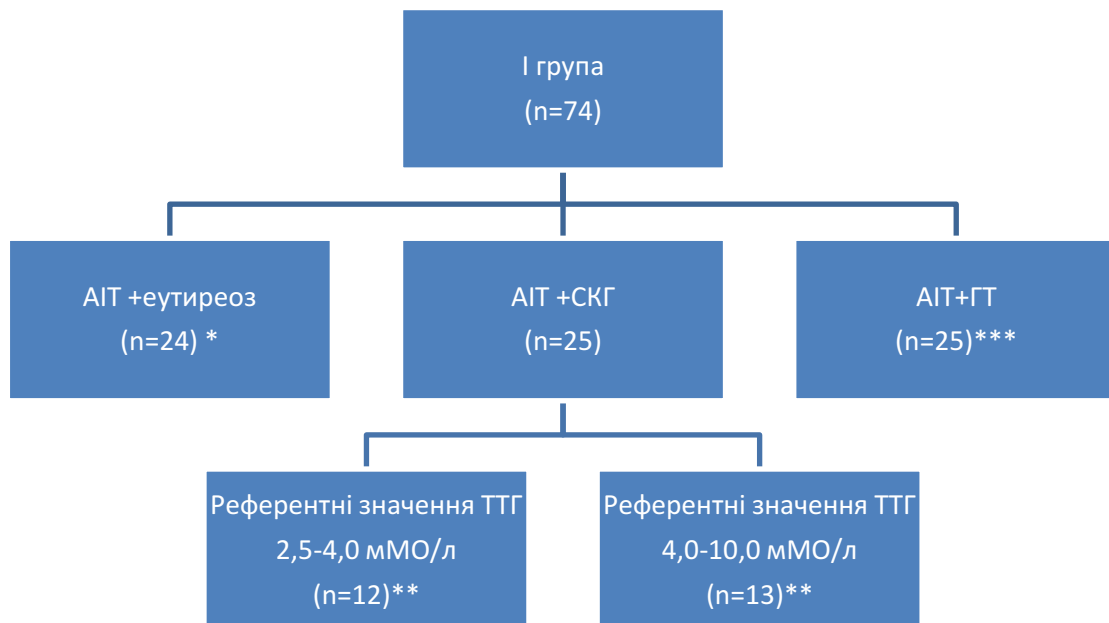 І група
(n=74)
АІТ +еутиреоз
(n=24) *
АІТ +СКГ
(n=25)
АІТ+ГТ
(n=25)***
Референтні значення ТТГ
2,5-4,0 мМО/л
(n=12)**
Референтні значення ТТГ
4,0-10,0 мМО/л
(n=13)**